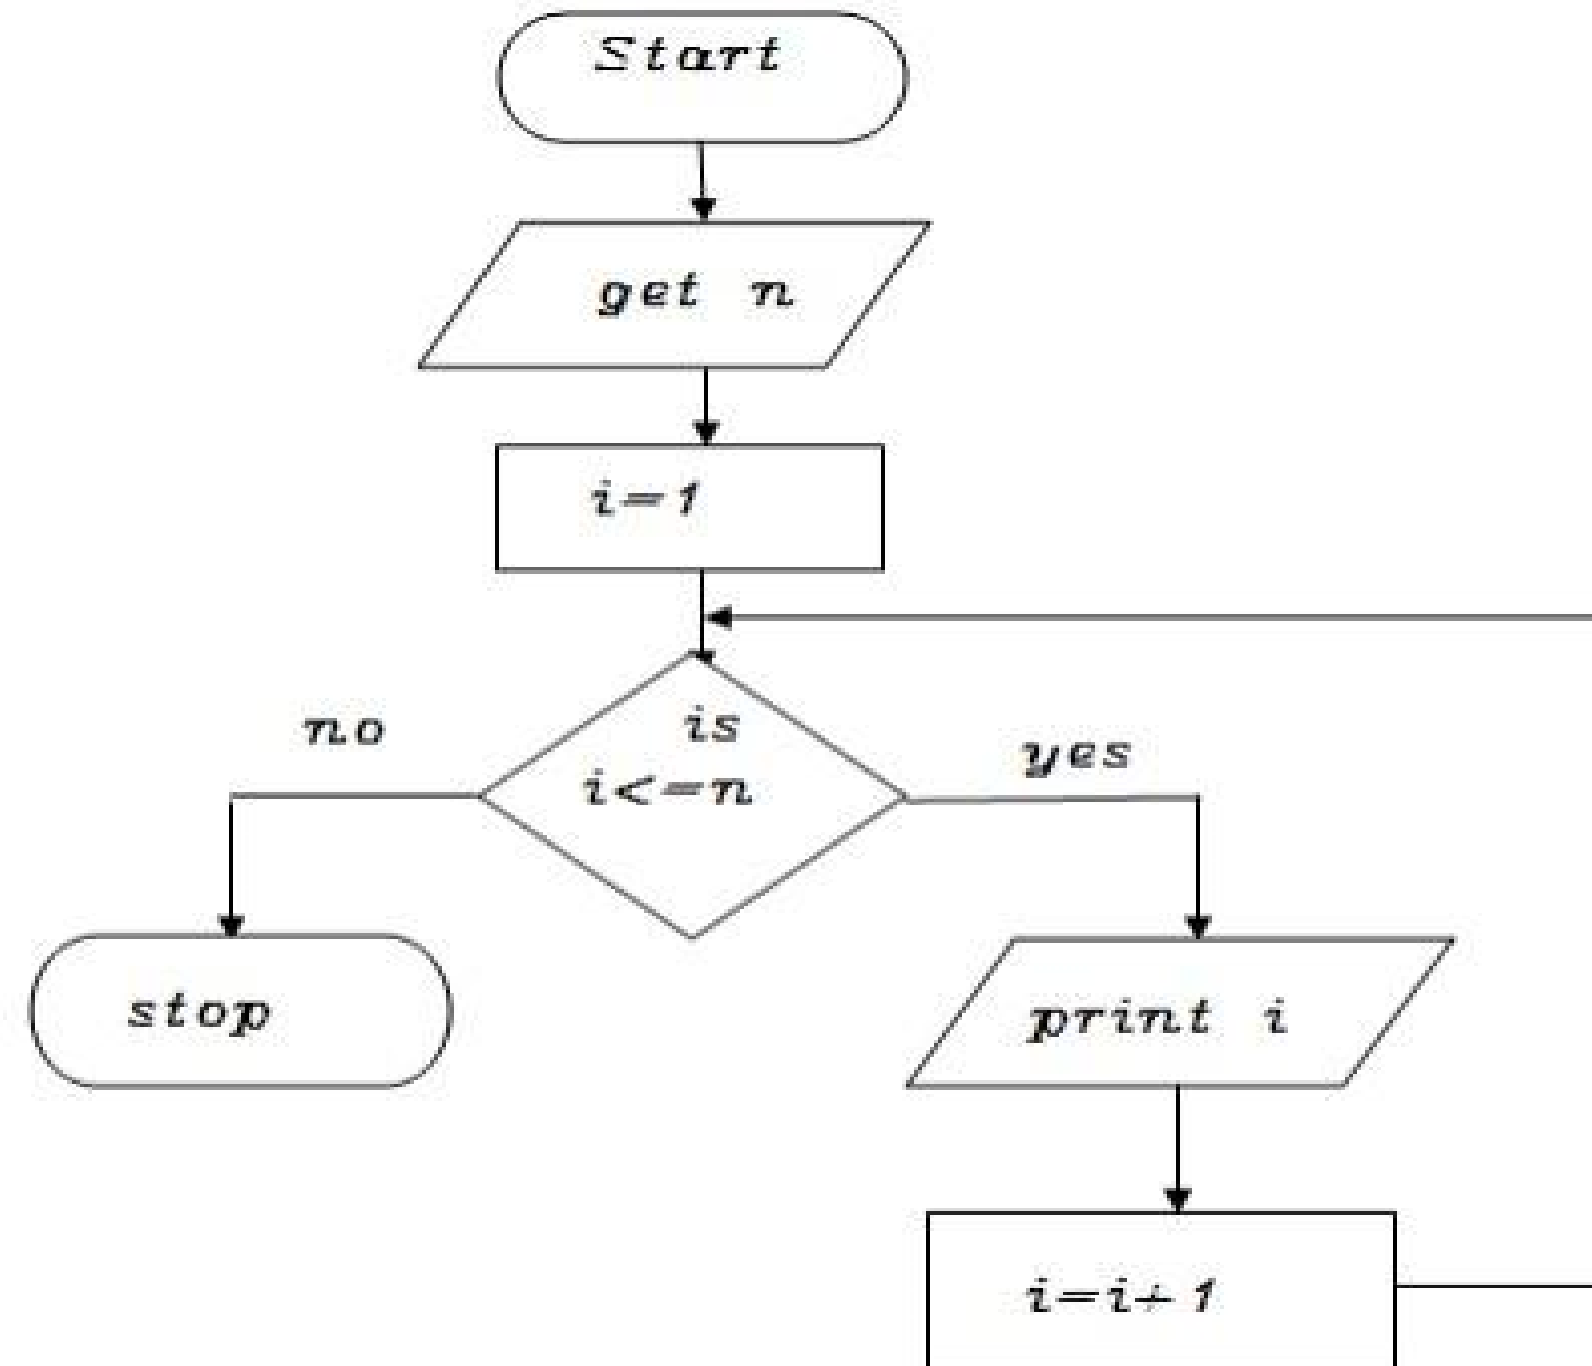 Start
get n
i=1
is
i<=n
no
yes
stop
print i
i=i+1